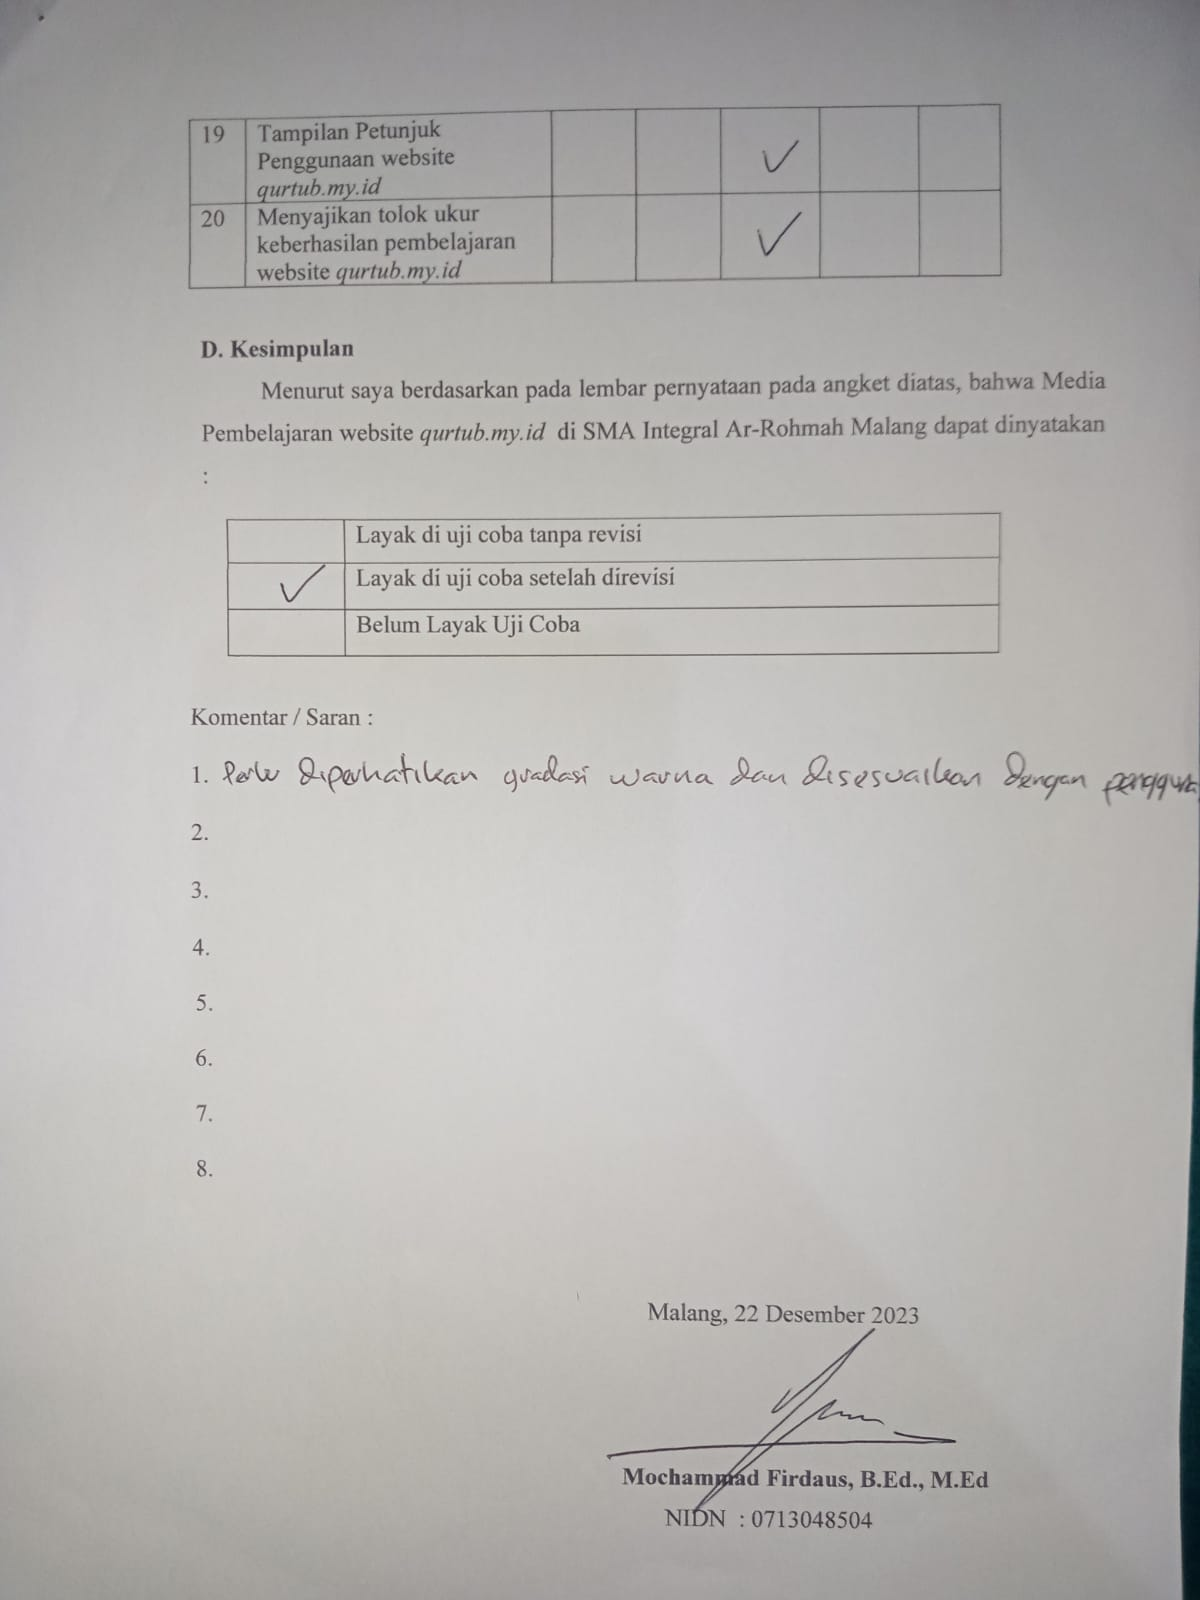 19 Tampilan Petunjuk
Penggunaan website
qurtub.my.id
20 Menyajikan tolok ukur
keberhasilan pembelajaran
website qurtub.my.id
D. Kesimpulan
Menurut saya berdasarkan pada lembar pernyataan pada angket diatas, bahwa Media
Pembelajaran website qurtub.my.id di SMA Integral Ar-Rohmah Malang dapat dinyatakan
:
Layak di uji coba tanpa revisi
✓ Layak di uji coba setelah direvisi
Belum Layak Uji Coba
Komentar / Saran :
1. Perlu diperhatikan gradasi warna dan disesuaikan dengan
2.
3.
4.
5.
6.
7.
8.
Malang, 22 Desember 2023
Mochammad Firdaus, B.Ed., M.Ed
NIDN : 0713048504